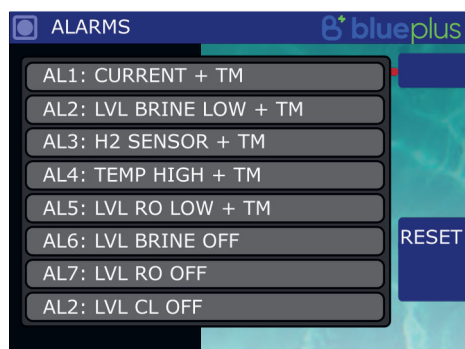 ALARMS
B+ blueplus
AL1: CURRENT + TM
AL2: LVL BRINE LOW + TM
AL3: H2 SENSOR + TM
AL4: TEMP HIGH + TM
AL5: LVL RO LOW + TM
AL6: LVL BRINE OFF
AL7: LVL RO OFF
AL2: LVL CL OFF
RESET